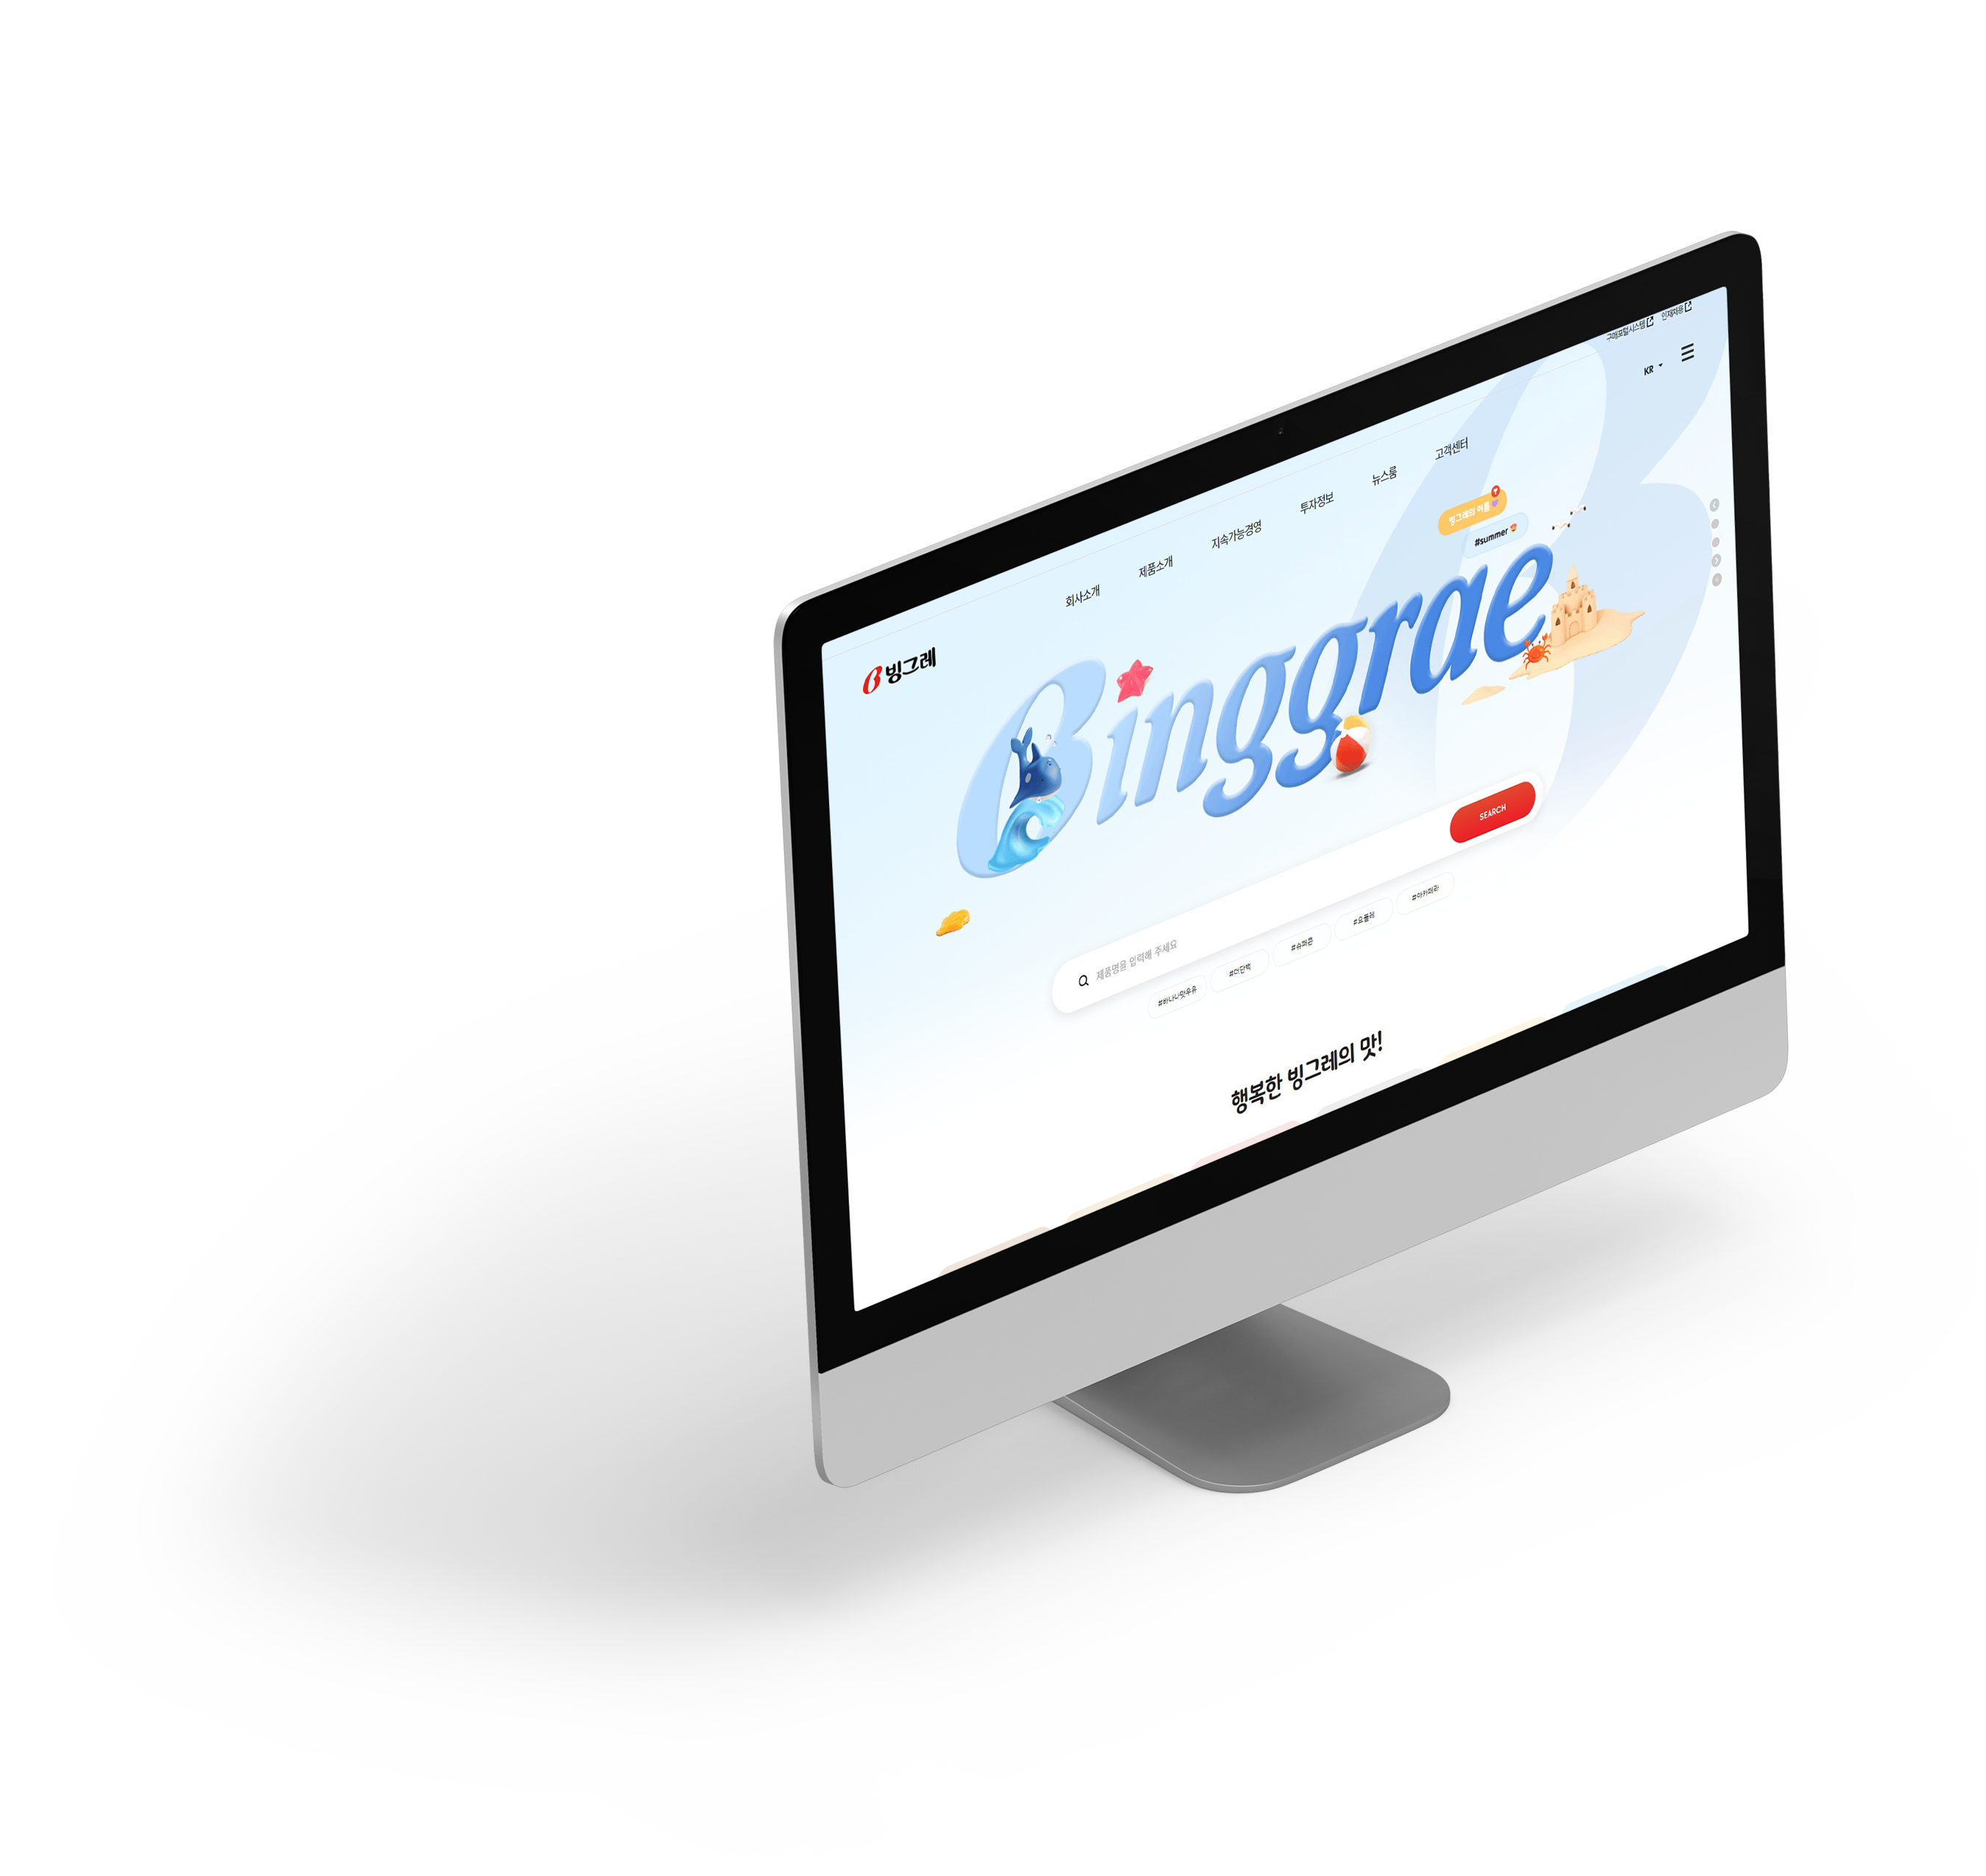 구매포털시스템 인재채용
KR
빙그레
회사소개 제품소개 지속가능경영 투자정보 뉴스룸 고객센터
빙그레의 여름
#summer
Binggrae
제품명을 입력해 주세요
SEARCH
#바나나맛우유 #더단백 #슈퍼콘 #요플레 #아카페라
행복한 빙그레의 맛!